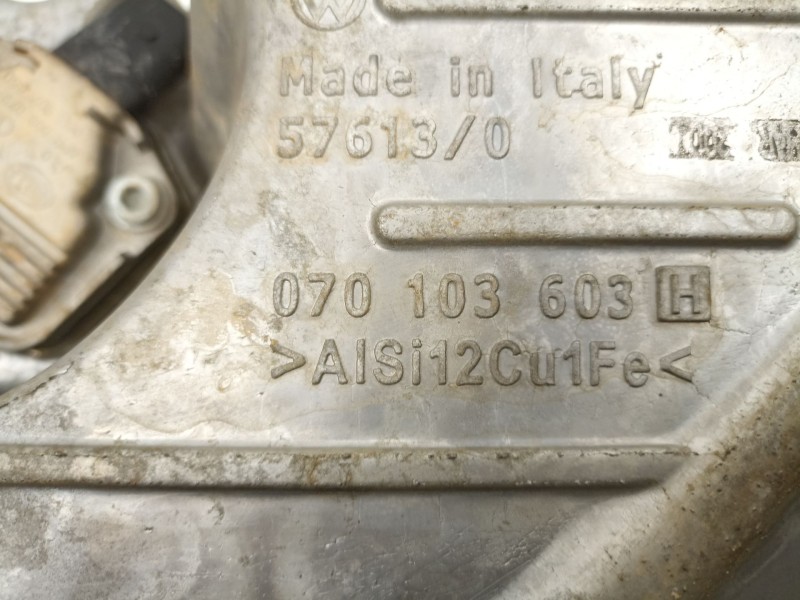 Made in Italy
57613/0
070 103 603 H
>AlSi12Cu1Fe<